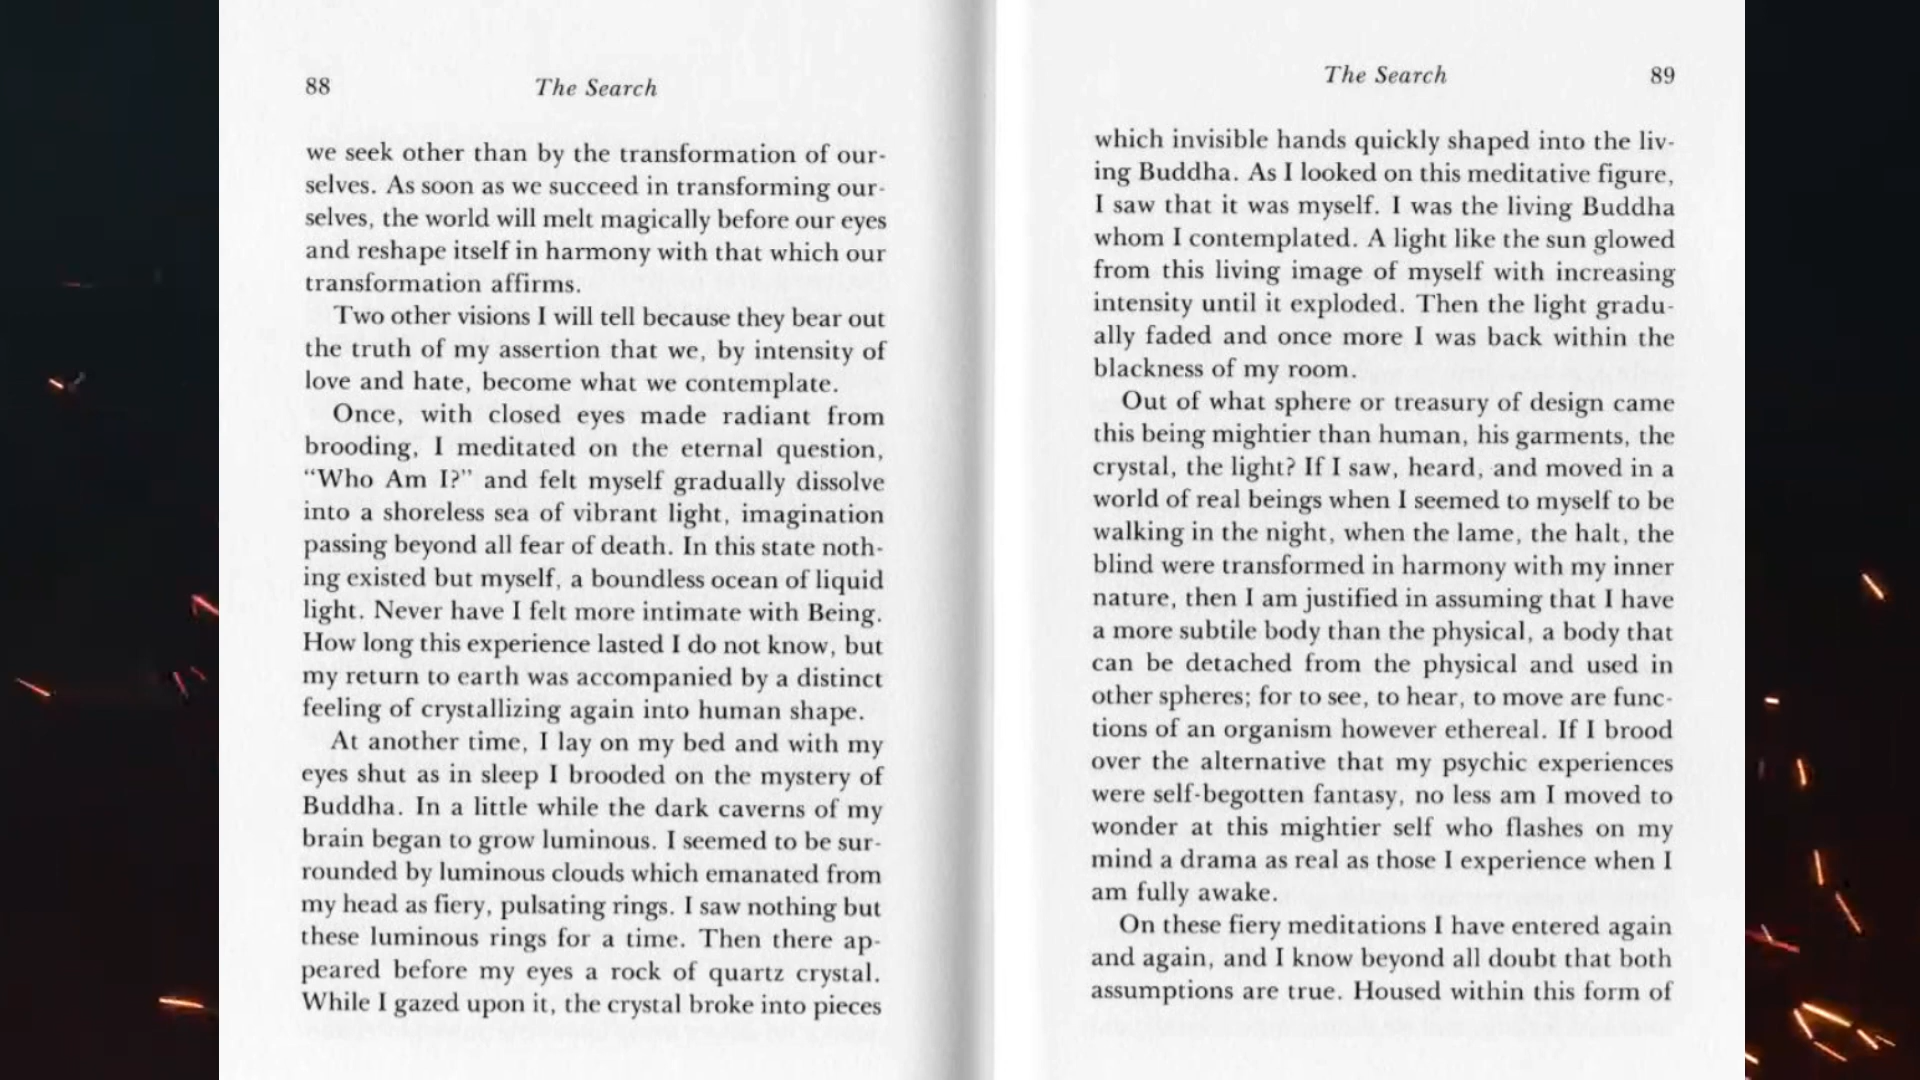 88
The Search
we seek other than by the transformation of our-
selves. As soon as we succeed in transforming our-
selves, the world will melt magically before our eyes
and reshape itself in harmony with that which our
transformation affirms.
Two other visions I will tell because they bear out
the truth of my assertion that we, by intensity of
love and hate, become what we contemplate.
Once, with closed eyes made radiant from
brooding, I meditated on the eternal question,
“Who Am I?” and felt myself gradually dissolve
into a shoreless sea of vibrant light, imagination
passing beyond all fear of death. In this state noth-
ing existed but myself, a boundless ocean of liquid
light. Never have I felt more intimate with Being.
How long this experience lasted I do not know, but
my return to earth was accompanied by a distinct
feeling of crystallizing again into human shape.
At another time, I lay on my bed and with my
eyes shut as in sleep I brooded on the mystery of
Buddha. In a little while the dark caverns of my
brain began to grow luminous. I seemed to be sur-
rounded by luminous clouds which emanated from
my head as fiery, pulsating rings. I saw nothing but
these luminous rings for a time. Then there ap-
peared before my eyes a rock of quartz crystal.
While I gazed upon it, the crystal broke into pieces
The Search
89
which invisible hands quickly shaped into the liv-
ing Buddha. As I looked on this meditative figure,
I saw that it was myself. I was the living Buddha
whom I contemplated. A light like the sun glowed
from this living image of myself with increasing
intensity until it exploded. Then the light gradu-
ally faded and once more I was back within the
blackness of my room.
Out of what sphere or treasury of design came
this being mightier than human, his garments, the
crystal, the light? If I saw, heard, and moved in a
world of real beings when I seemed to myself to be
walking in the night, when the lame, the halt, the
blind were transformed in harmony with my inner
nature, then I am justified in assuming that I have
a more subtile body than the physical, a body that
can be detached from the physical and used in
other spheres; for to see, to hear, to move are func-
tions of an organism however ethereal. If I brood
over the alternative that my psychic experiences
were self-begotten fantasy, no less am I moved to
wonder at this mightier self who flashes on my
mind a drama as real as those I experience when I
am fully awake.
On these fiery meditations I have entered again
and again, and I know beyond all doubt that both
assumptions are true. Housed within this form of